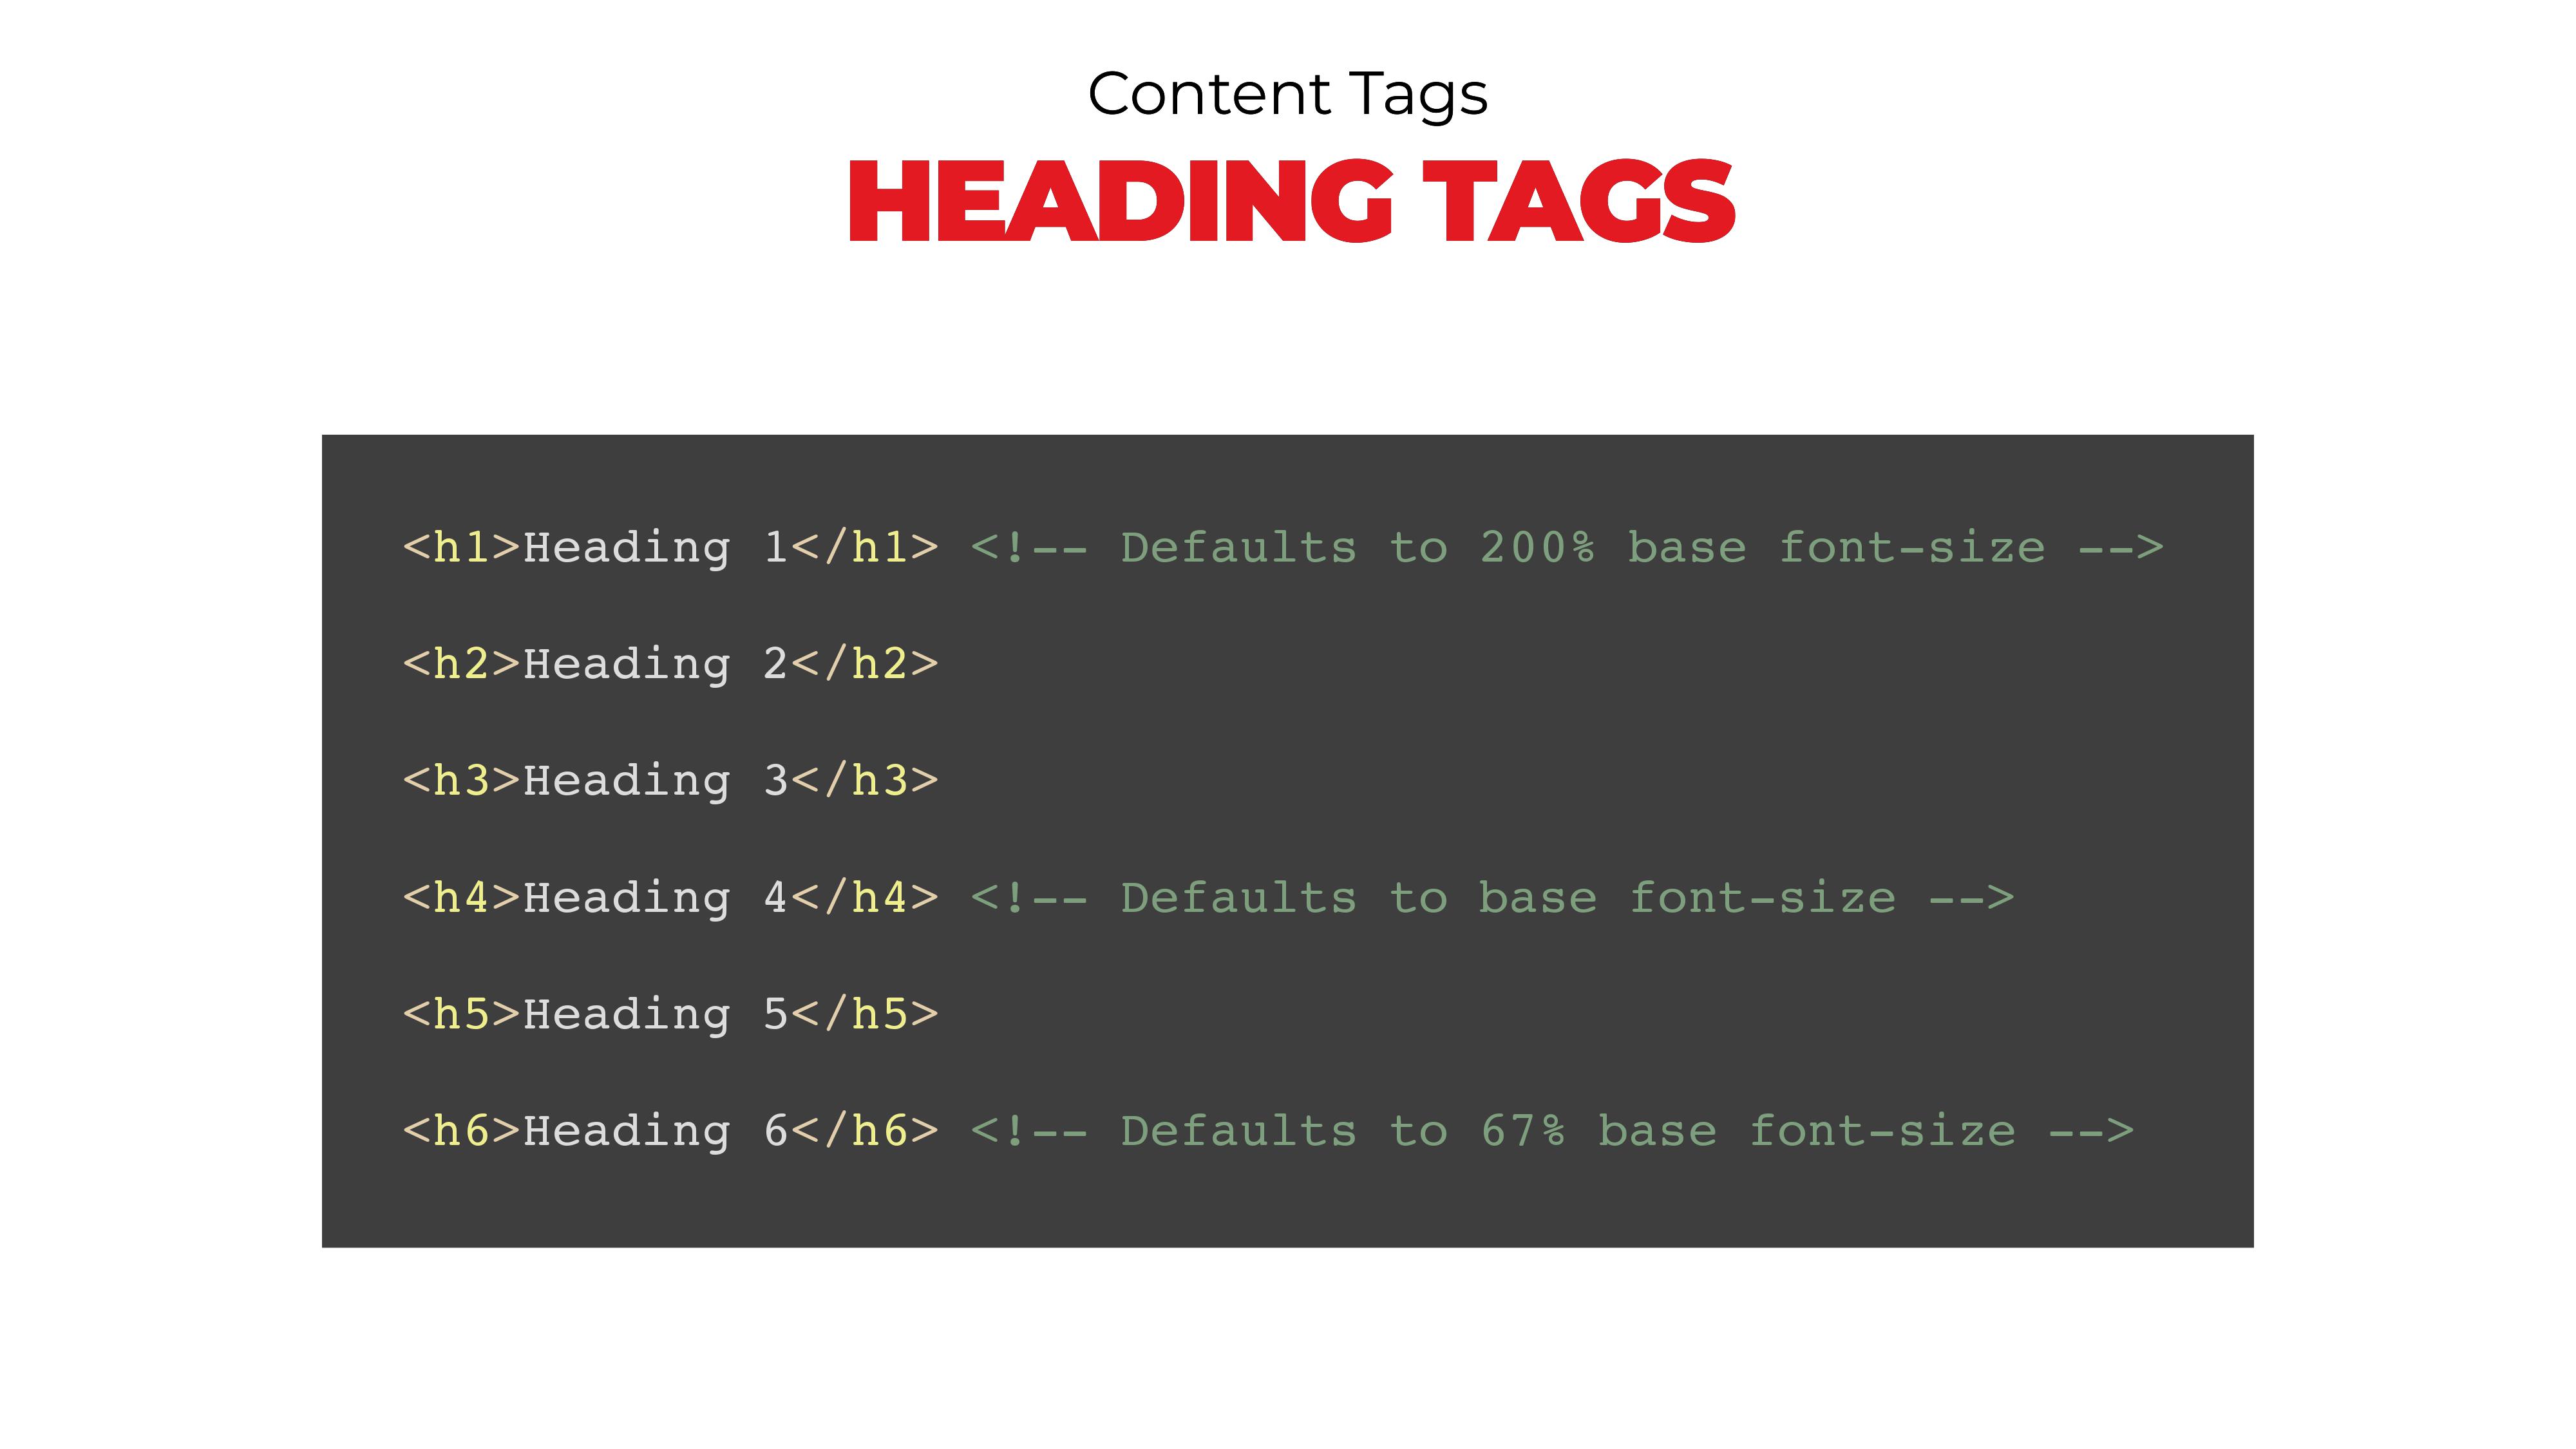 Content Tags
HEADING TAGS
<h1>Heading 1</h1> <!-- Defaults to 200% base font-size -->
<h2>Heading 2</h2>
<h3>Heading 3</h3>
<h4>Heading 4</h4> <!-- Defaults to base font-size -->
<h5>Heading 5</h5>
<h6>Heading 6</h6> <!-- Defaults to 67% base font-size -->